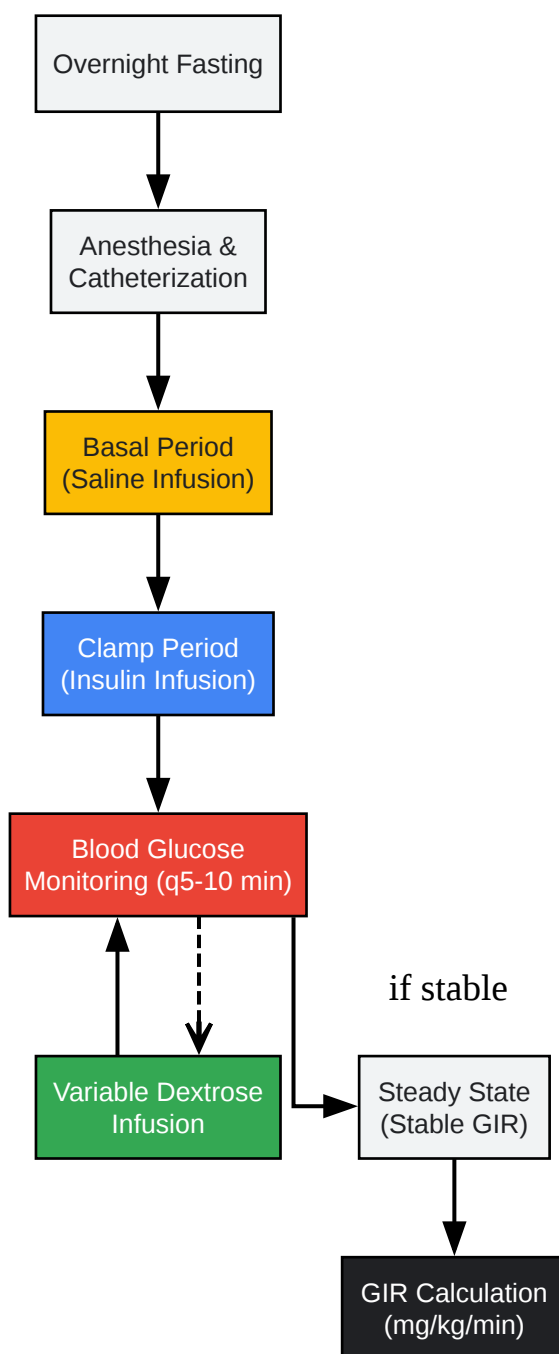 Overnight Fasting
Anesthesia &
Catheterization
Basal Period
(Saline Infusion)
Clamp Period
(Insulin Infusion)
Blood Glucose
Monitoring (q5-10 min)
if stable
Variable Dextrose
Infusion
Steady State
(Stable GIR)
GIR Calculation
(mg/kg/min)